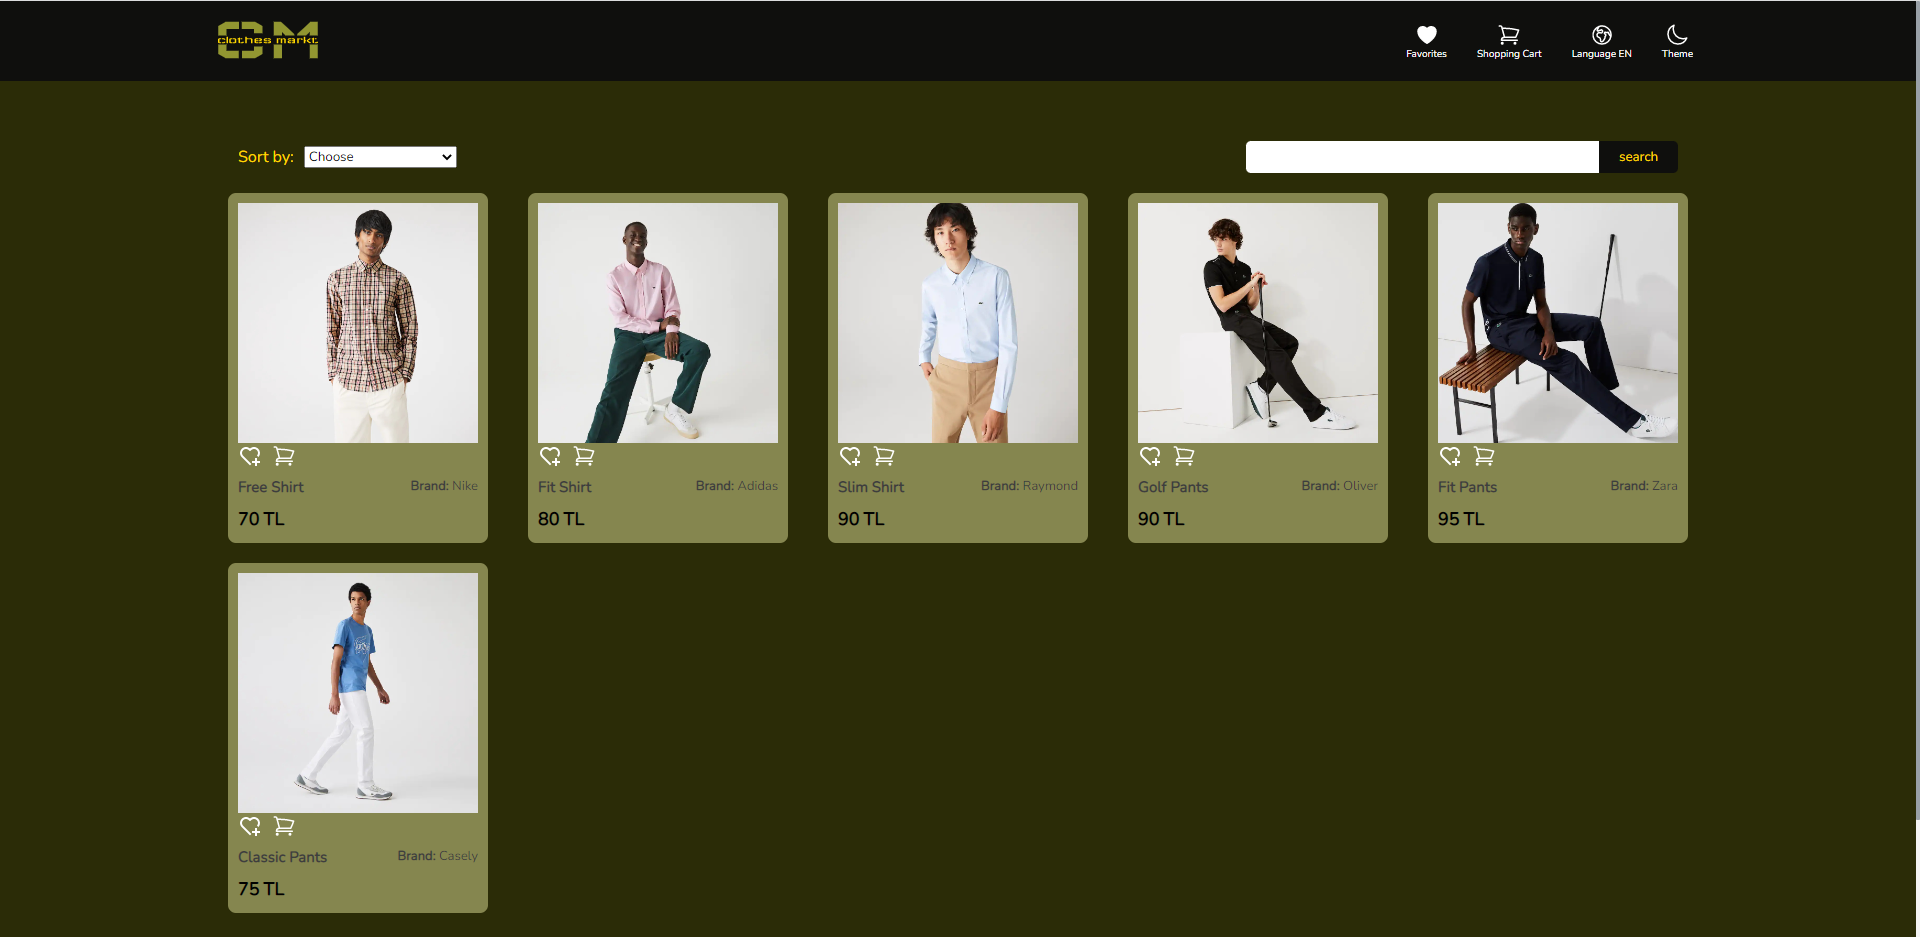 clothes markt
Favorites
Shopping Cart
Language EN
Theme
Sort by:
Choose
search
Free Shirt
Brand: Nike
70 TL
Fit Shirt
Brand: Adidas
80 TL
Slim Shirt
Brand: Raymond
90 TL
Golf Pants
Brand: Oliver
90 TL
Fit Pants
Brand: Zara
95 TL
Classic Pants
Brand: Casely
75 TL